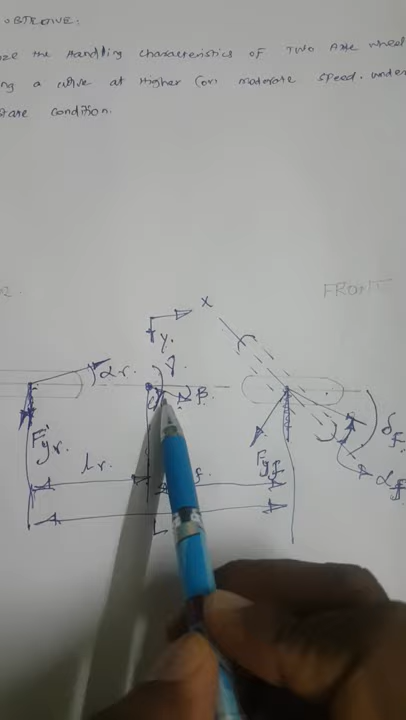 OBJECTIVE:
the Handling characteristics OF Two Axle wheel
a curve at Higher (or) moderate speed. under
state condition.
FRONT
X
Y.
αr.
β.
δf
Fyr.
Fyf
αf
lr.
f.
L